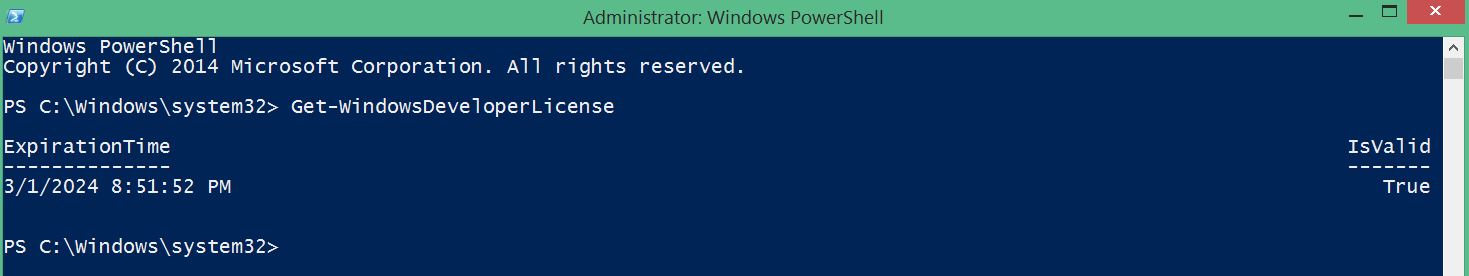 Administrator: Windows PowerShell
Windows PowerShell
Copyright (C) 2014 Microsoft Corporation. All rights reserved.
PS C:\Windows\system32> Get-WindowsDeveloperLicense
ExpirationTime IsValid
-------------- -------
3/1/2024 8:51:52 PM True
PS C:\Windows\system32>